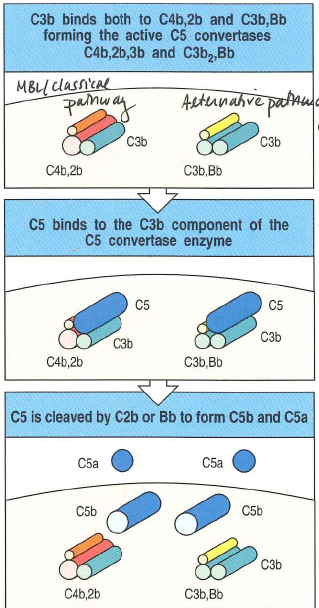 C3b binds both to C4b,2b and C3b,Bb
forming the active C5 convertases
C4b,2b,3b and C3b₂,Bb
MBL/classical
pathway
Alternative pathway
C3b
C3b
C4b,2b
C3b,Bb
C5 binds to the C3b component of the
C5 convertase enzyme
C5
C5
C3b
C3b
C4b,2b
C3b,Bb
C5 is cleaved by C2b or Bb to form C5b and C5a
C5a
C5a
C5b
C5b
C3b
C4b,2b
C3b,Bb